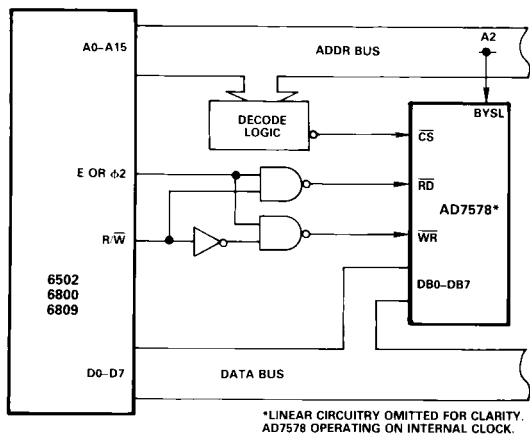 A2
A0–A15
ADDR BUS
BYSL
DECODE
LOGIC
CS
E OR ϕ2
RD
AD7578*
R/W
WR
DB0–DB7
6502
6800
6809
D0–D7
DATA BUS
*LINEAR CIRCUITRY OMITTED FOR CLARITY.
AD7578 OPERATING ON INTERNAL CLOCK.